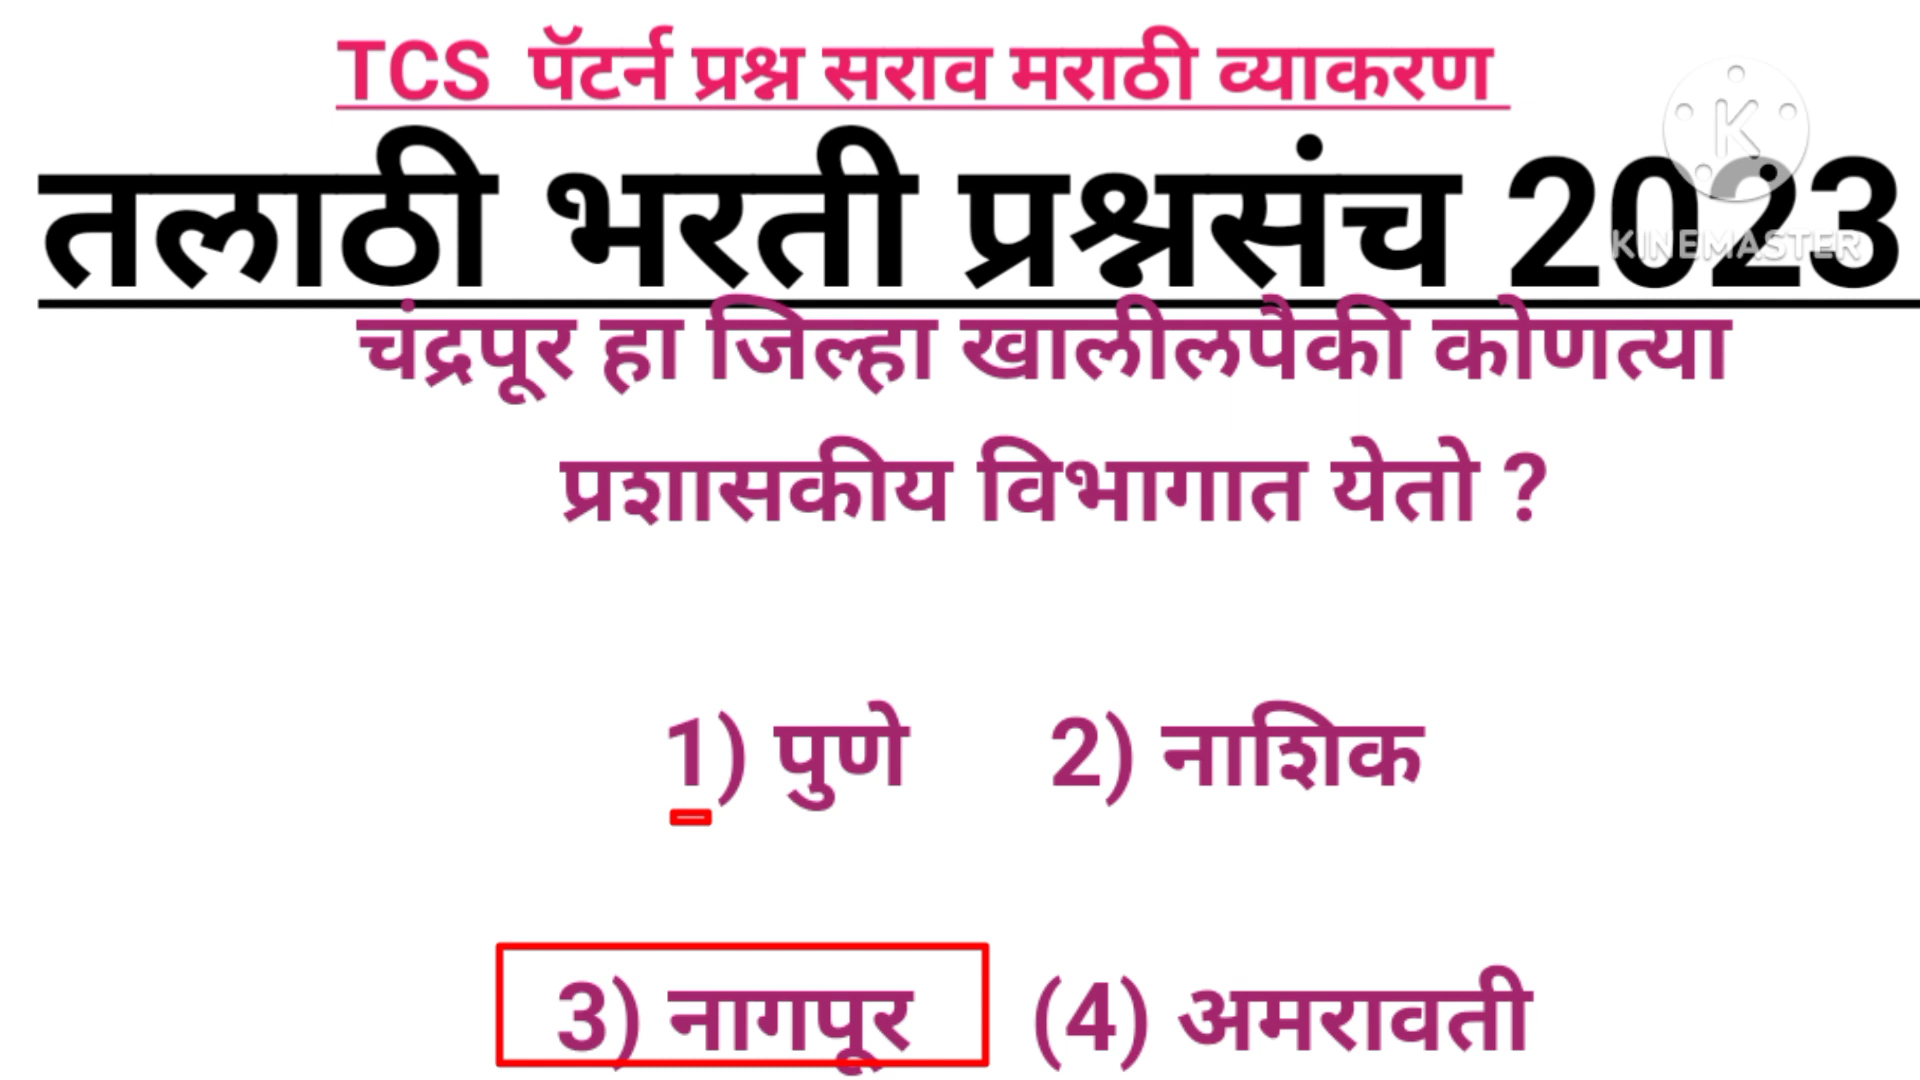 TCS पॅटर्न प्रश्न सराव मराठी व्याकरण
तलाठी भरती प्रश्नसंच 2023
K
KINEMASTER
चंद्रपूर हा जिल्हा खालीलपैकी कोणत्या
प्रशासकीय विभागात येतो ?
1) पुणे 2) नाशिक
3) नागपूर (4) अमरावती